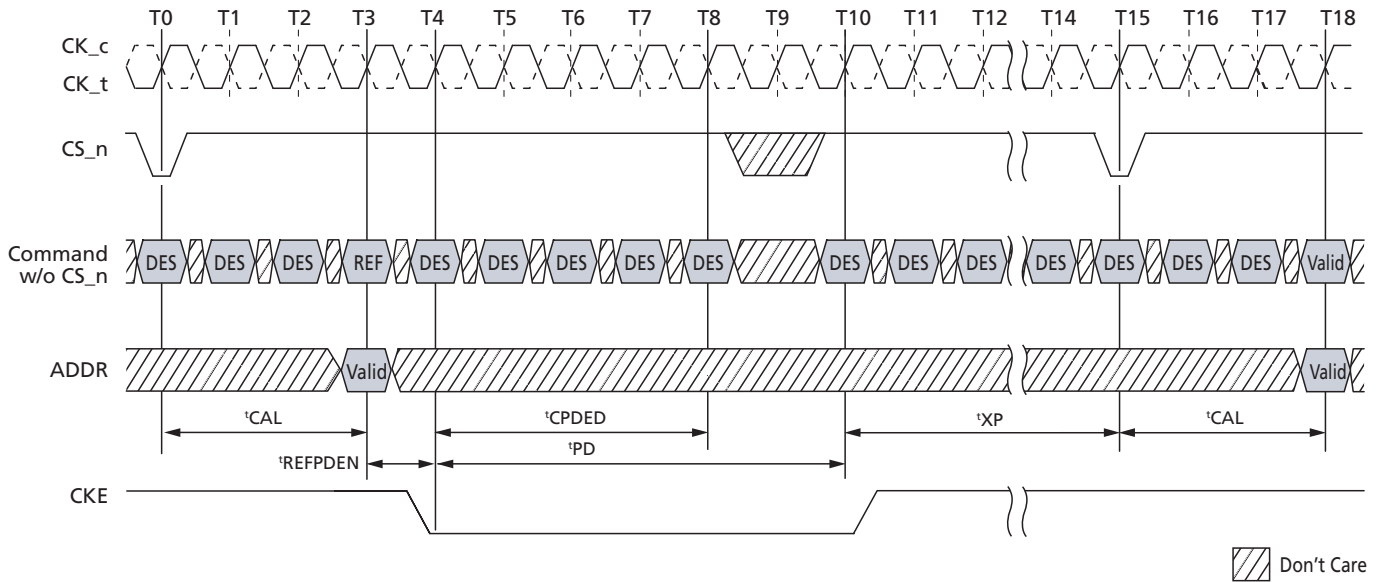 T0 T1 T2 T3 T4 T5 T6 T7 T8 T9 T10 T11 T12 T14 T15 T16 T17 T18
CK_c
CK_t
CS_n
Command
w/o CS_n
DES DES DES REF DES DES DES DES DES DES DES DES DES DES DES DES Valid
ADDR
Valid Valid
tCAL tCPDED tXP tCAL
tREFPDEN tPD
CKE
Don't Care